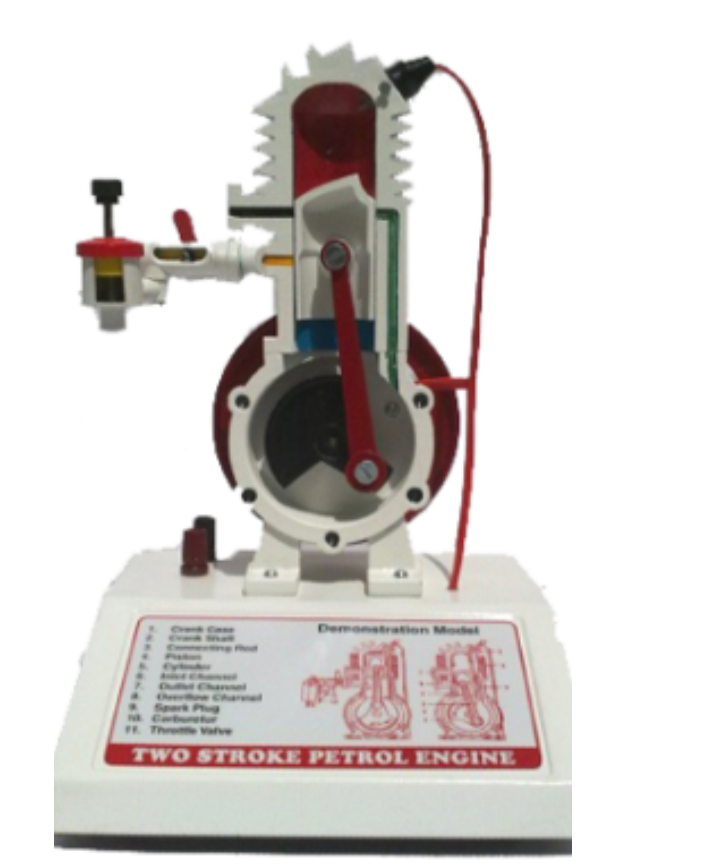 Demonstration Model
1. Crank Case
2. Crank Shaft
3. Connecting Rod
4. Piston
5. Cylinder
6. Inlet Channel
7. Outlet Channel
8. Overflow Channel
9. Spark Plug
10. Carburetur
11. Throttle Valve
TWO STROKE PETROL ENGINE